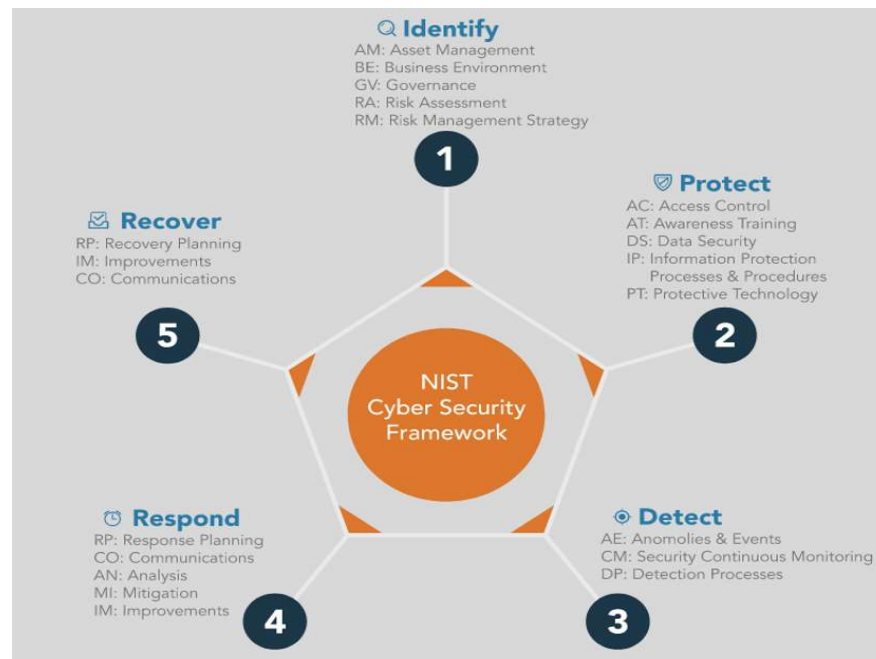 Identify
AM: Asset Management
BE: Business Environment
GV: Governance
RA: Risk Assessment
RM: Risk Management Strategy
1
Protect
AC: Access Control
AT: Awareness Training
DS: Data Security
IP: Information Protection
Processes & Procedures
PT: Protective Technology
2
Detect
AE: Anomolies & Events
CM: Security Continuous Monitoring
DP: Detection Processes
3
Respond
RP: Response Planning
CO: Communications
AN: Analysis
MI: Mitigation
IM: Improvements
4
Recover
RP: Recovery Planning
IM: Improvements
CO: Communications
5
NIST
Cyber Security
Framework